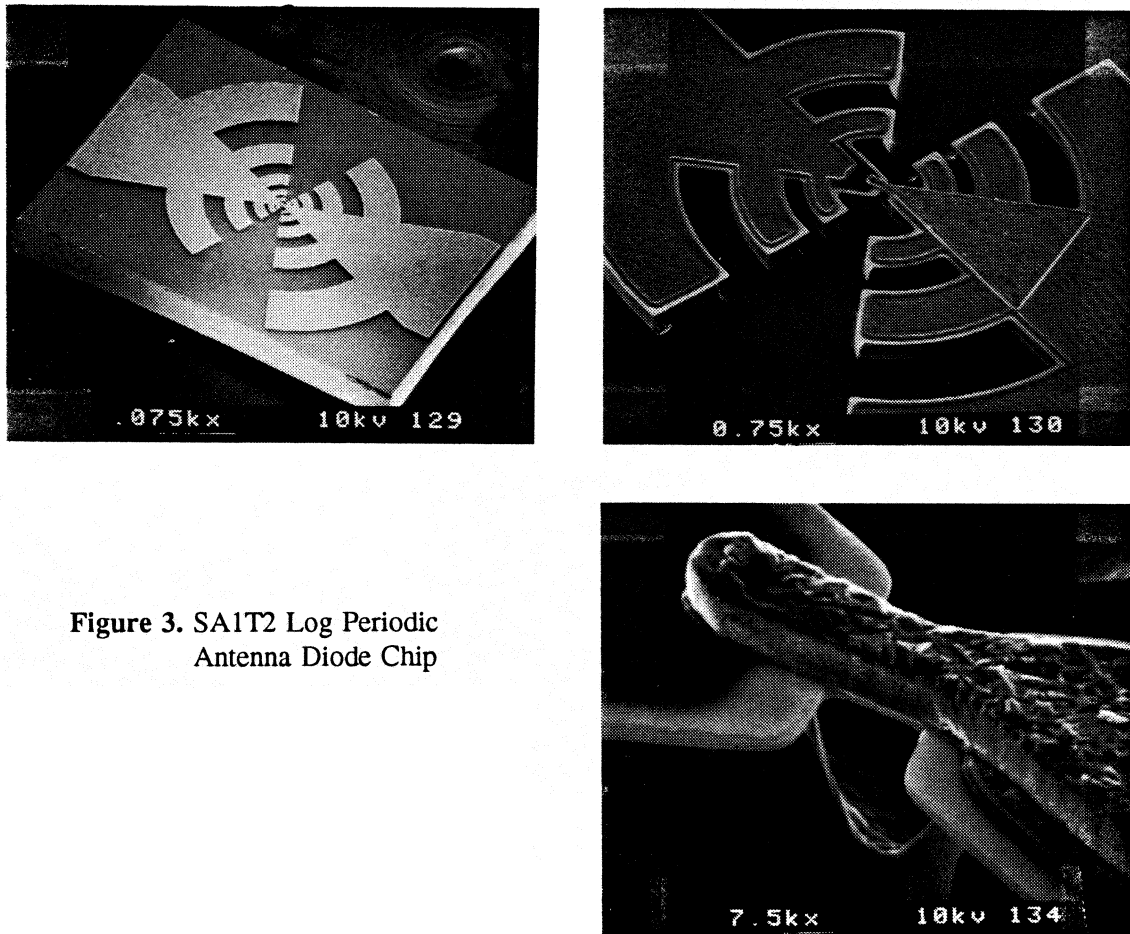 .075kx 10kv 129
0.75kx 10kv 130
Figure 3. SA1T2 Log Periodic
Antenna Diode Chip
7.5kx 10kv 134